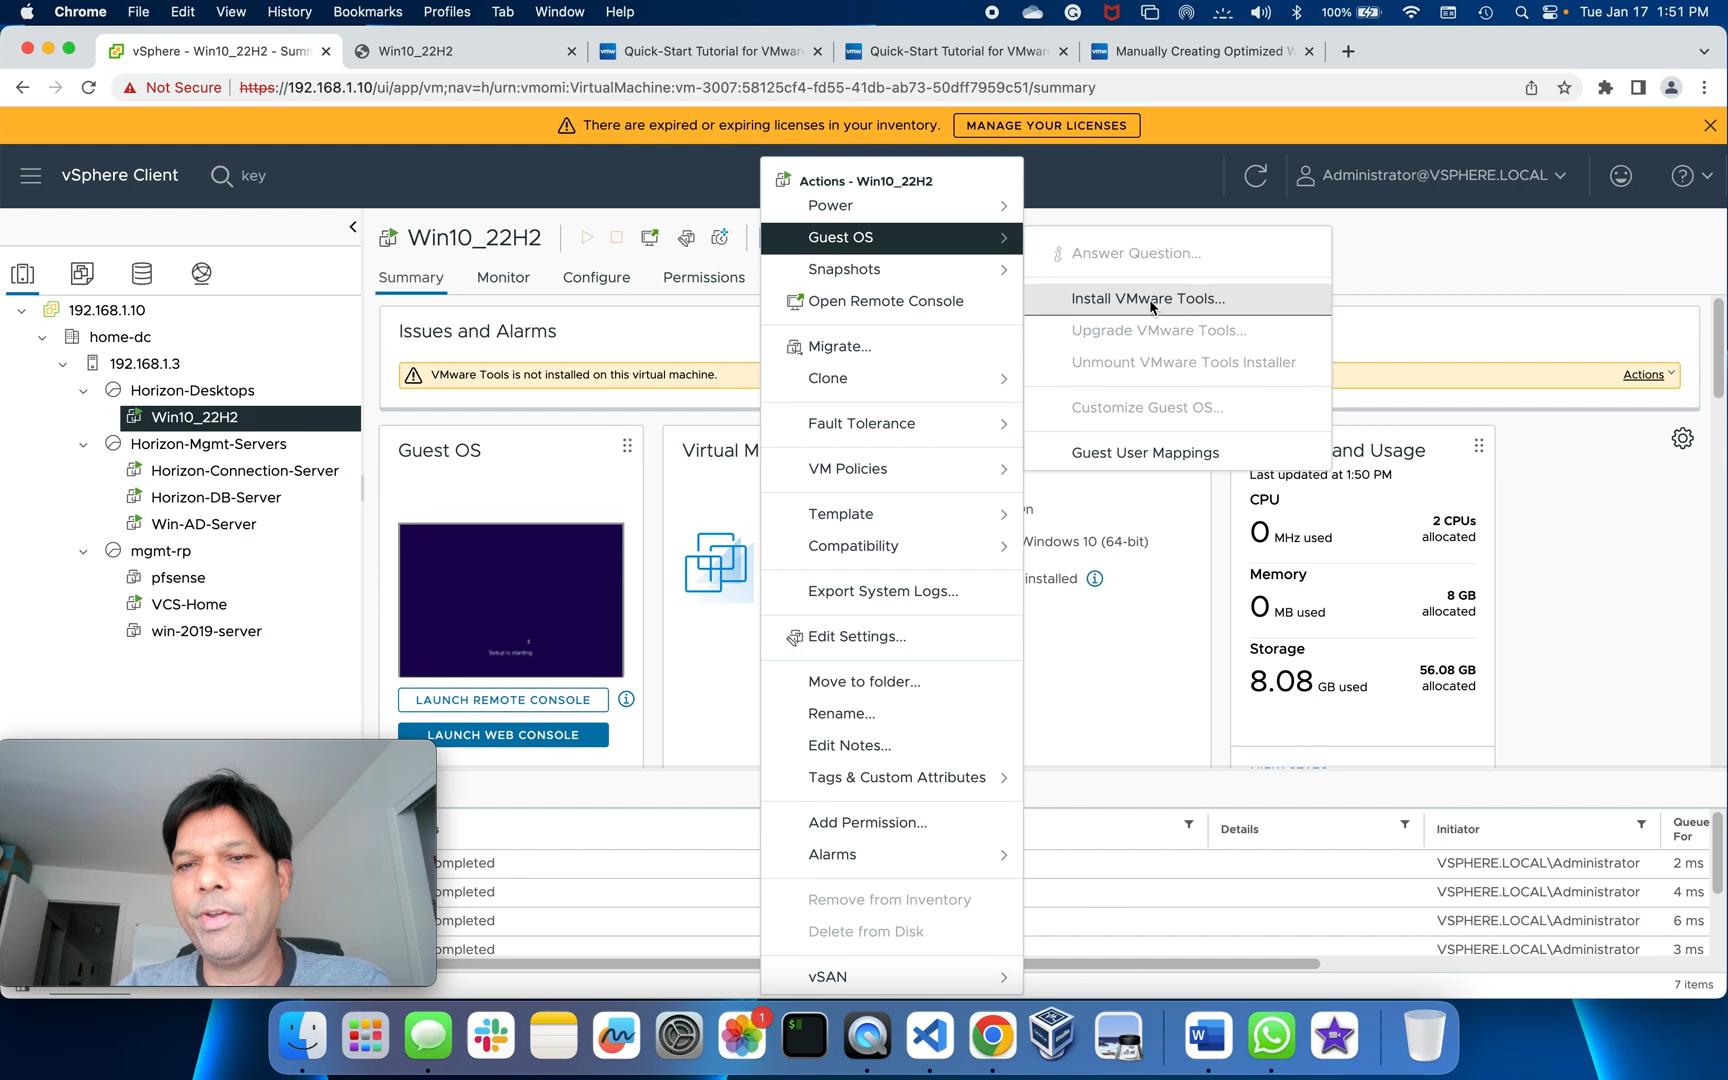 Chrome File Edit View History Bookmarks Profiles Tab Window Help 100% Tue Jan 17 1:51 PM
vSphere - Win10_22H2 - Summ Win10_22H2 Quick-Start Tutorial for VMwar Quick-Start Tutorial for VMwar Manually Creating Optimized W
Not Secure https://192.168.1.10/ui/app/vm;nav=h/urn:vmomi:VirtualMachine:vm-3007:58125cf4-fd55-41db-ab73-50dff7959c51/summary
There are expired or expiring licenses in your inventory. MANAGE YOUR LICENSES
vSphere Client key Administrator@VSPHERE.LOCAL
192.168.1.10
home-dc
192.168.1.3
Horizon-Desktops
Win10_22H2
Horizon-Mgmt-Servers
Horizon-Connection-Server
Horizon-DB-Server
Win-AD-Server
mgmt-rp
pfsense
VCS-Home
win-2019-server
Win10_22H2
Summary Monitor Configure Permissions
Issues and Alarms
VMware Tools is not installed on this virtual machine. Actions
Guest OS
Setup is starting
LAUNCH REMOTE CONSOLE
LAUNCH WEB CONSOLE
Virtual M
Actions - Win10_22H2
Power
Guest OS
Snapshots
Open Remote Console
Migrate...
Clone
Fault Tolerance
VM Policies
Template
Compatibility
Export System Logs...
Edit Settings...
Move to folder...
Rename...
Edit Notes...
Tags & Custom Attributes
Add Permission...
Alarms
Remove from Inventory
Delete from Disk
vSAN
Answer Question...
Install VMware Tools...
Upgrade VMware Tools...
Unmount VMware Tools Installer
Customize Guest OS...
Guest User Mappings
Windows 10 (64-bit)
installed
and Usage
Last updated at 1:50 PM
CPU
0 MHz used 2 CPUs allocated
Memory
0 MB used 8 GB allocated
Storage
8.08 GB used 56.08 GB allocated
Details Initiator Queue For
ompleted VSPHERE.LOCAL\Administrator 2 ms
ompleted VSPHERE.LOCAL\Administrator 4 ms
ompleted VSPHERE.LOCAL\Administrator 6 ms
ompleted VSPHERE.LOCAL\Administrator 3 ms
7 items
1